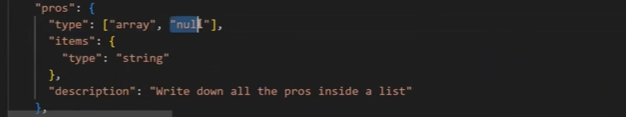 "pros": {
"type": ["array", "null"],
"items": {
"type": "string"
},
"description": "Write down all the pros inside a list"
},